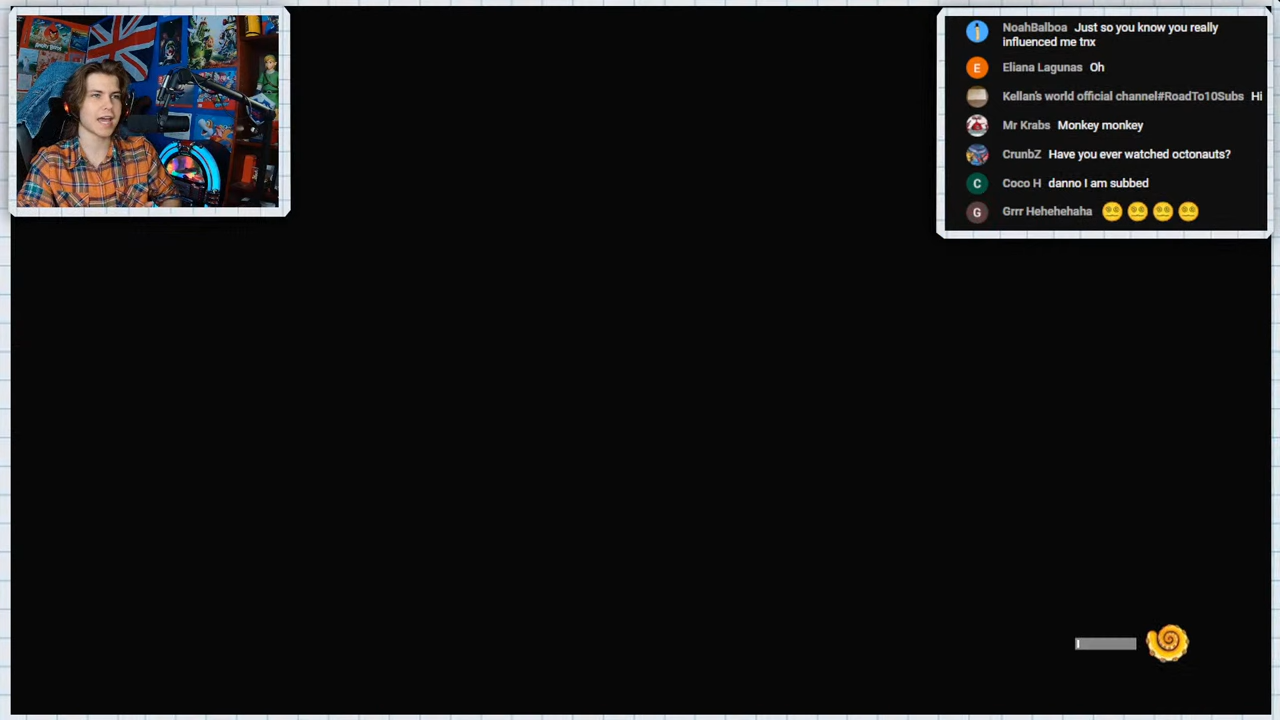 NoahBalboa Just so you know you really
influenced me tnx
Eliana Lagunas Oh
Kellan's world official channel#RoadTo10Subs Hi
Mr Krabs Monkey monkey
CrunbZ Have you ever watched octonauts?
Coco H danno I am subbed
Grrr Hehehehaha
E
C
G